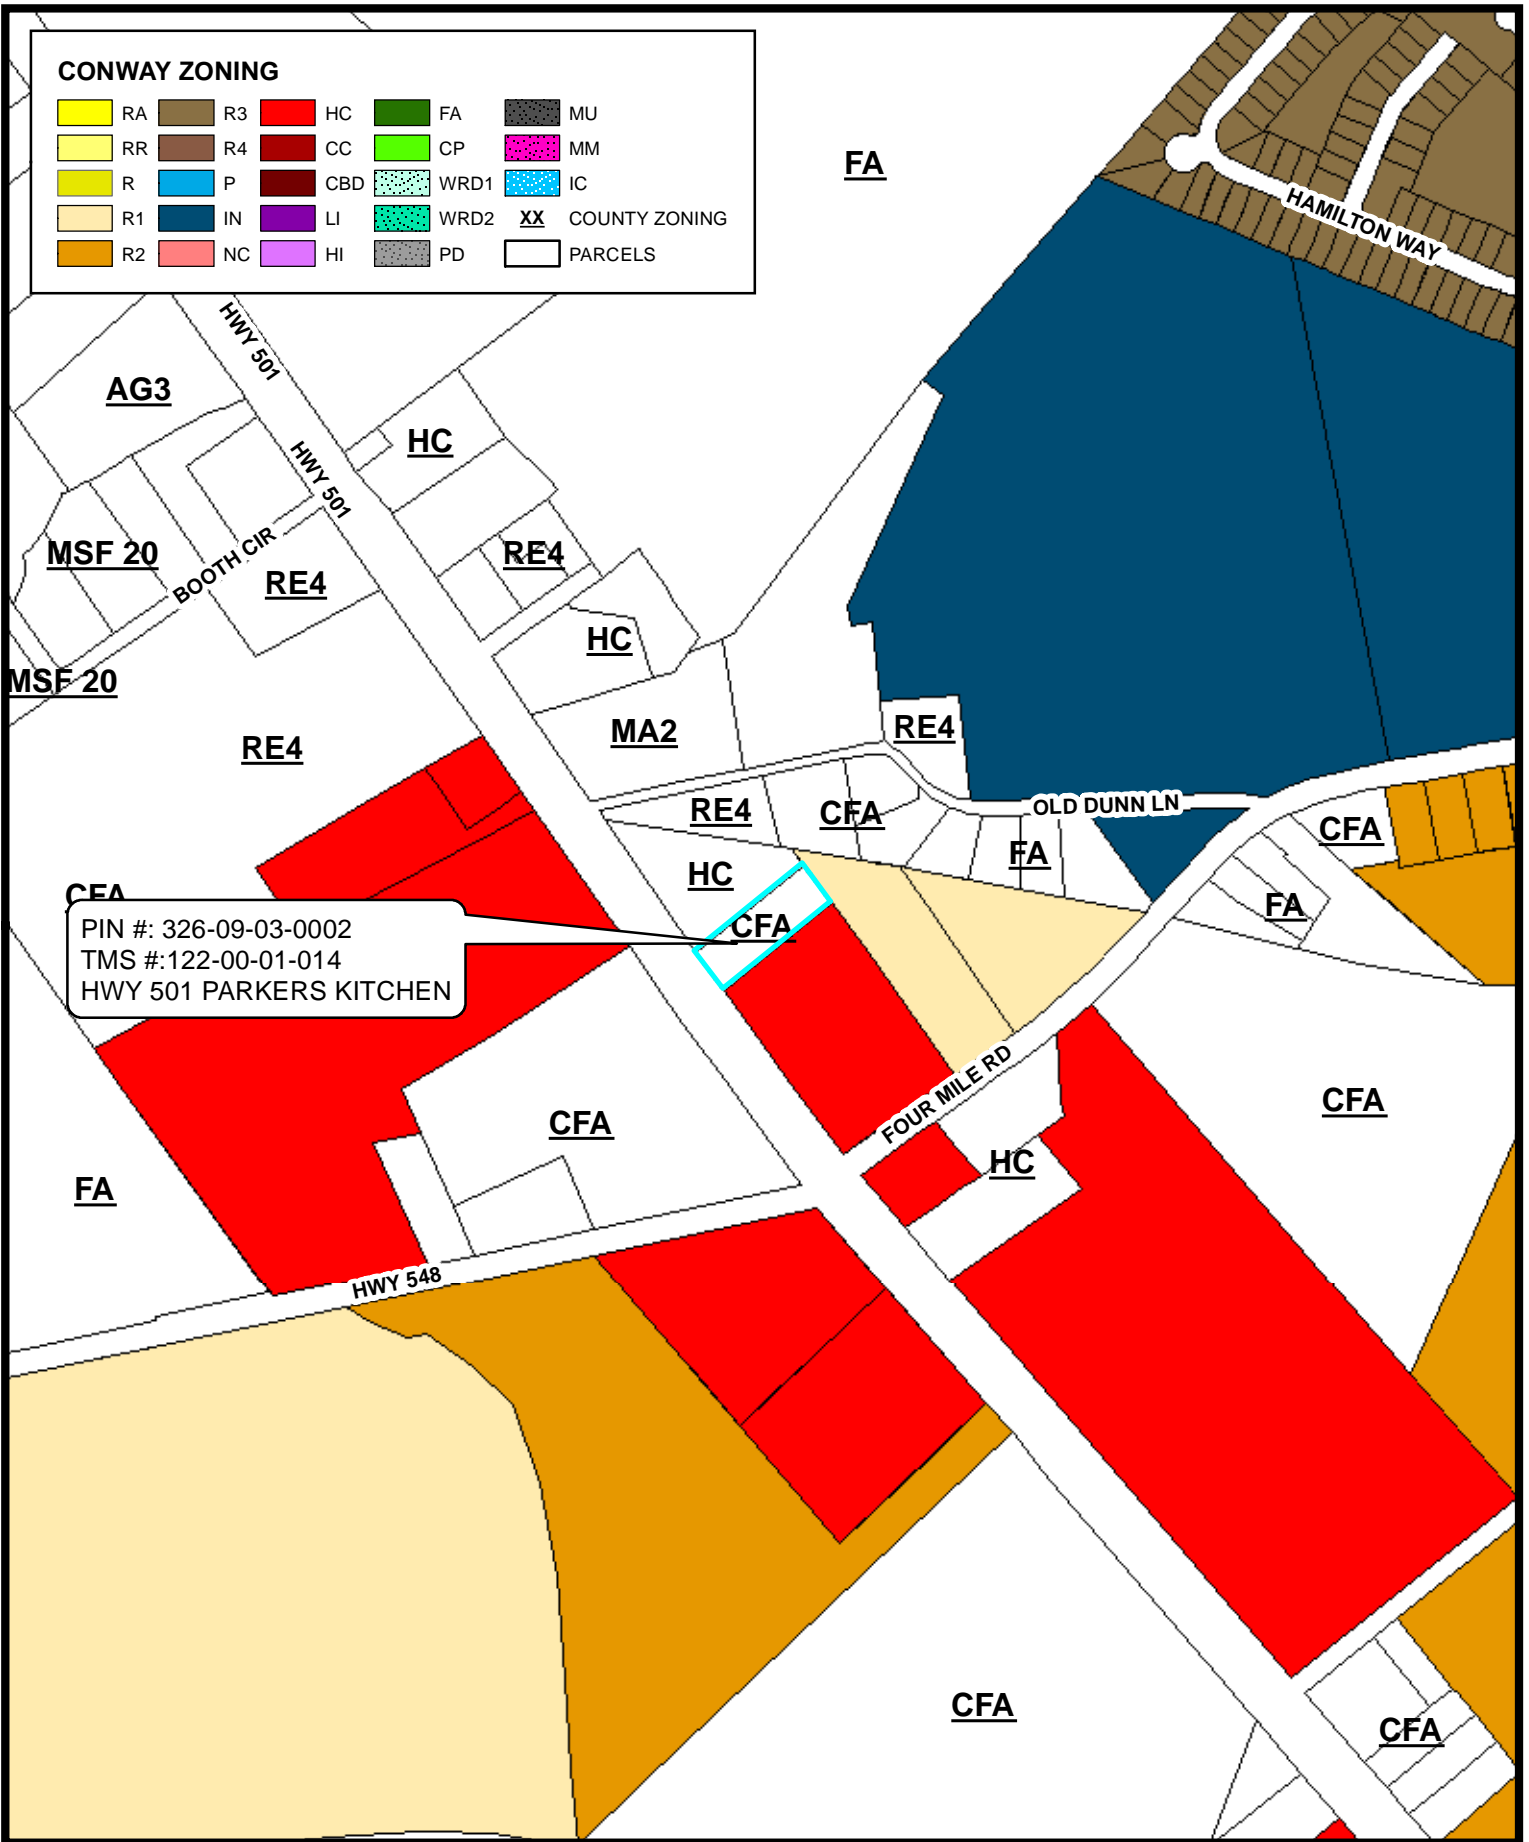 CONWAY ZONING
RA R3 HC FA MU
RR R4 CC CP MM
R P CBD WRD1 IC
R1 IN LI WRD2 XX COUNTY ZONING
R2 NC HI PD PARCELS
FA
HAMILTON WAY
HWY 501
AG3
HC
HWY 501
MSF 20
BOOTH CIR
RE4
RE4
HC
MSF 20
RE4
MA2
RE4
RE4
CFA
OLD DUNN LN
CFA
FA
HC
CFA
FA
CFA
PIN #: 326-09-03-0002
TMS #:122-00-01-014
HWY 501 PARKERS KITCHEN
FOUR MILE RD
CFA
CFA
HC
FA
HWY 548
CFA
CFA